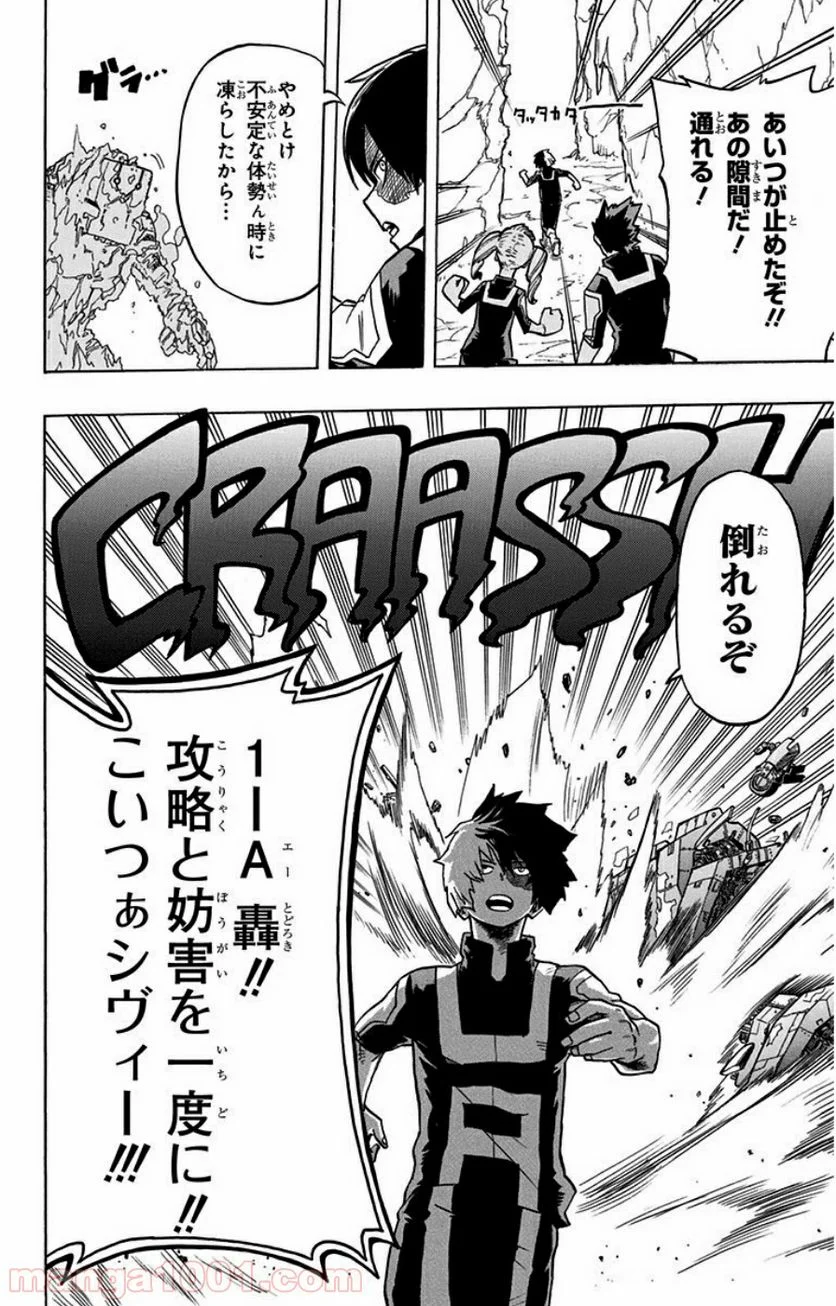 あいつが止めたぞ!!
あの隙間だ!
通れる!
タッタカタ
やめとけ
不安定な体勢ん時に
凍らしたから…
グラ…
CRAASSH
倒れるぞ
1-A 轟!!
攻略と妨害を一度に!!
こいつぁシヴィー!!!
manga1001.com